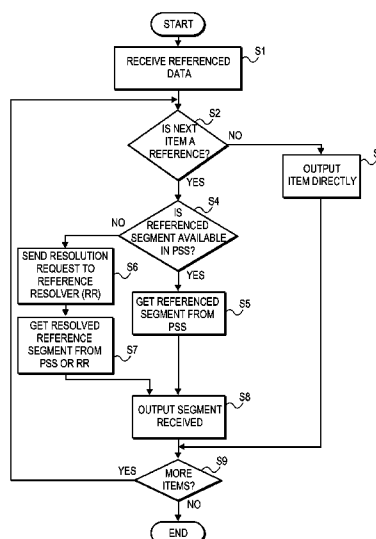 START
RECEIVE REFERENCED
DATA
S1
IS NEXT
ITEM A
REFERENCE?
S2
NO
YES
S
OUTPUT
ITEM DIRECTLY
IS
REFERENCED
SEGMENT AVAILABLE
IN PSS?
S4
NO
YES
SEND RESOLUTION
REQUEST TO
REFERENCE
RESOLVER (RR)
S6
GET REFERENCED
SEGMENT FROM
PSS
S5
GET RESOLVED
REFERENCE
SEGMENT FROM
PSS OR RR
S7
OUTPUT SEGMENT
RECEIVED
S8
MORE
ITEMS?
S9
YES
NO
END